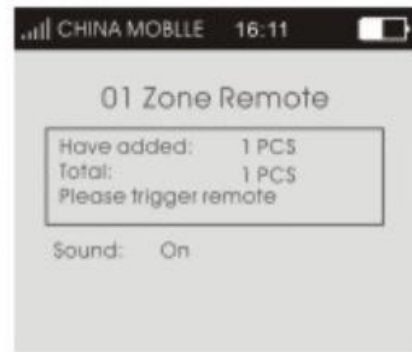 CHINA MOBLLE 16:11
01 Zone Remote
Have added: 1 PCS
Total: 1 PCS
Please trigger remote
Sound: On